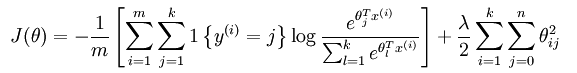 J(\theta) = -\frac{1}{m} \left[ \sum_{i=1}^{m} \sum_{j=1}^{k} 1\left\{y^{(i)} = j\right\} \log \frac{e^{\theta_j^T x^{(i)}}}{\sum_{l=1}^{k} e^{\theta_l^T x^{(i)}}} \right] + \frac{\lambda}{2} \sum_{i=1}^{k} \sum_{j=0}^{n} \theta_{ij}^2